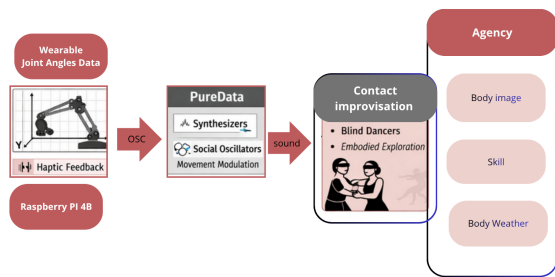 Wearable
Joint Angles Data
Y
Haptic Feedback
Raspberry PI 4B
OSC
PureData
Synthesizers
Social Oscillators
Movement Modulation
sound
Contact
improvisation
• Blind Dancers
• Embodied Exploration
Agency
Body image
Skill
Body Weather